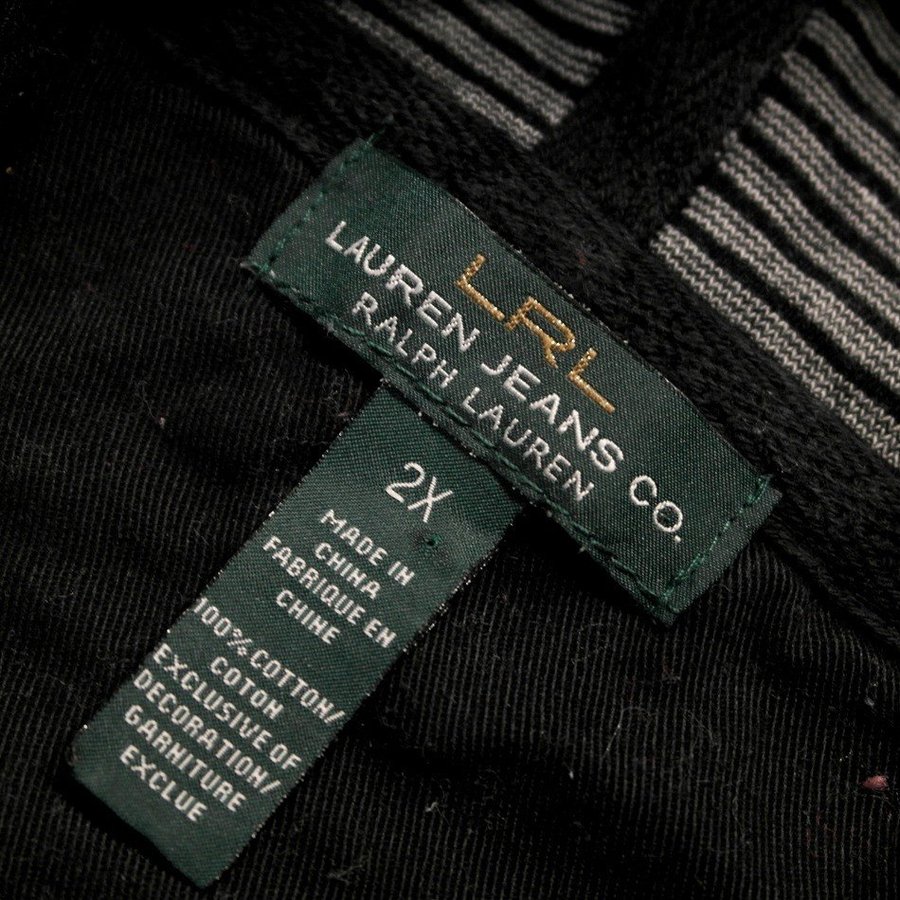 LRL
LAUREN JEANS CO.
RALPH LAUREN
2X
MADE IN
CHINA
FABRIQUE EN
CHINE
100% COTTON/
COTON
EXCLUSIVE OF
DECORATION/
GARNITURE
EXCLUE